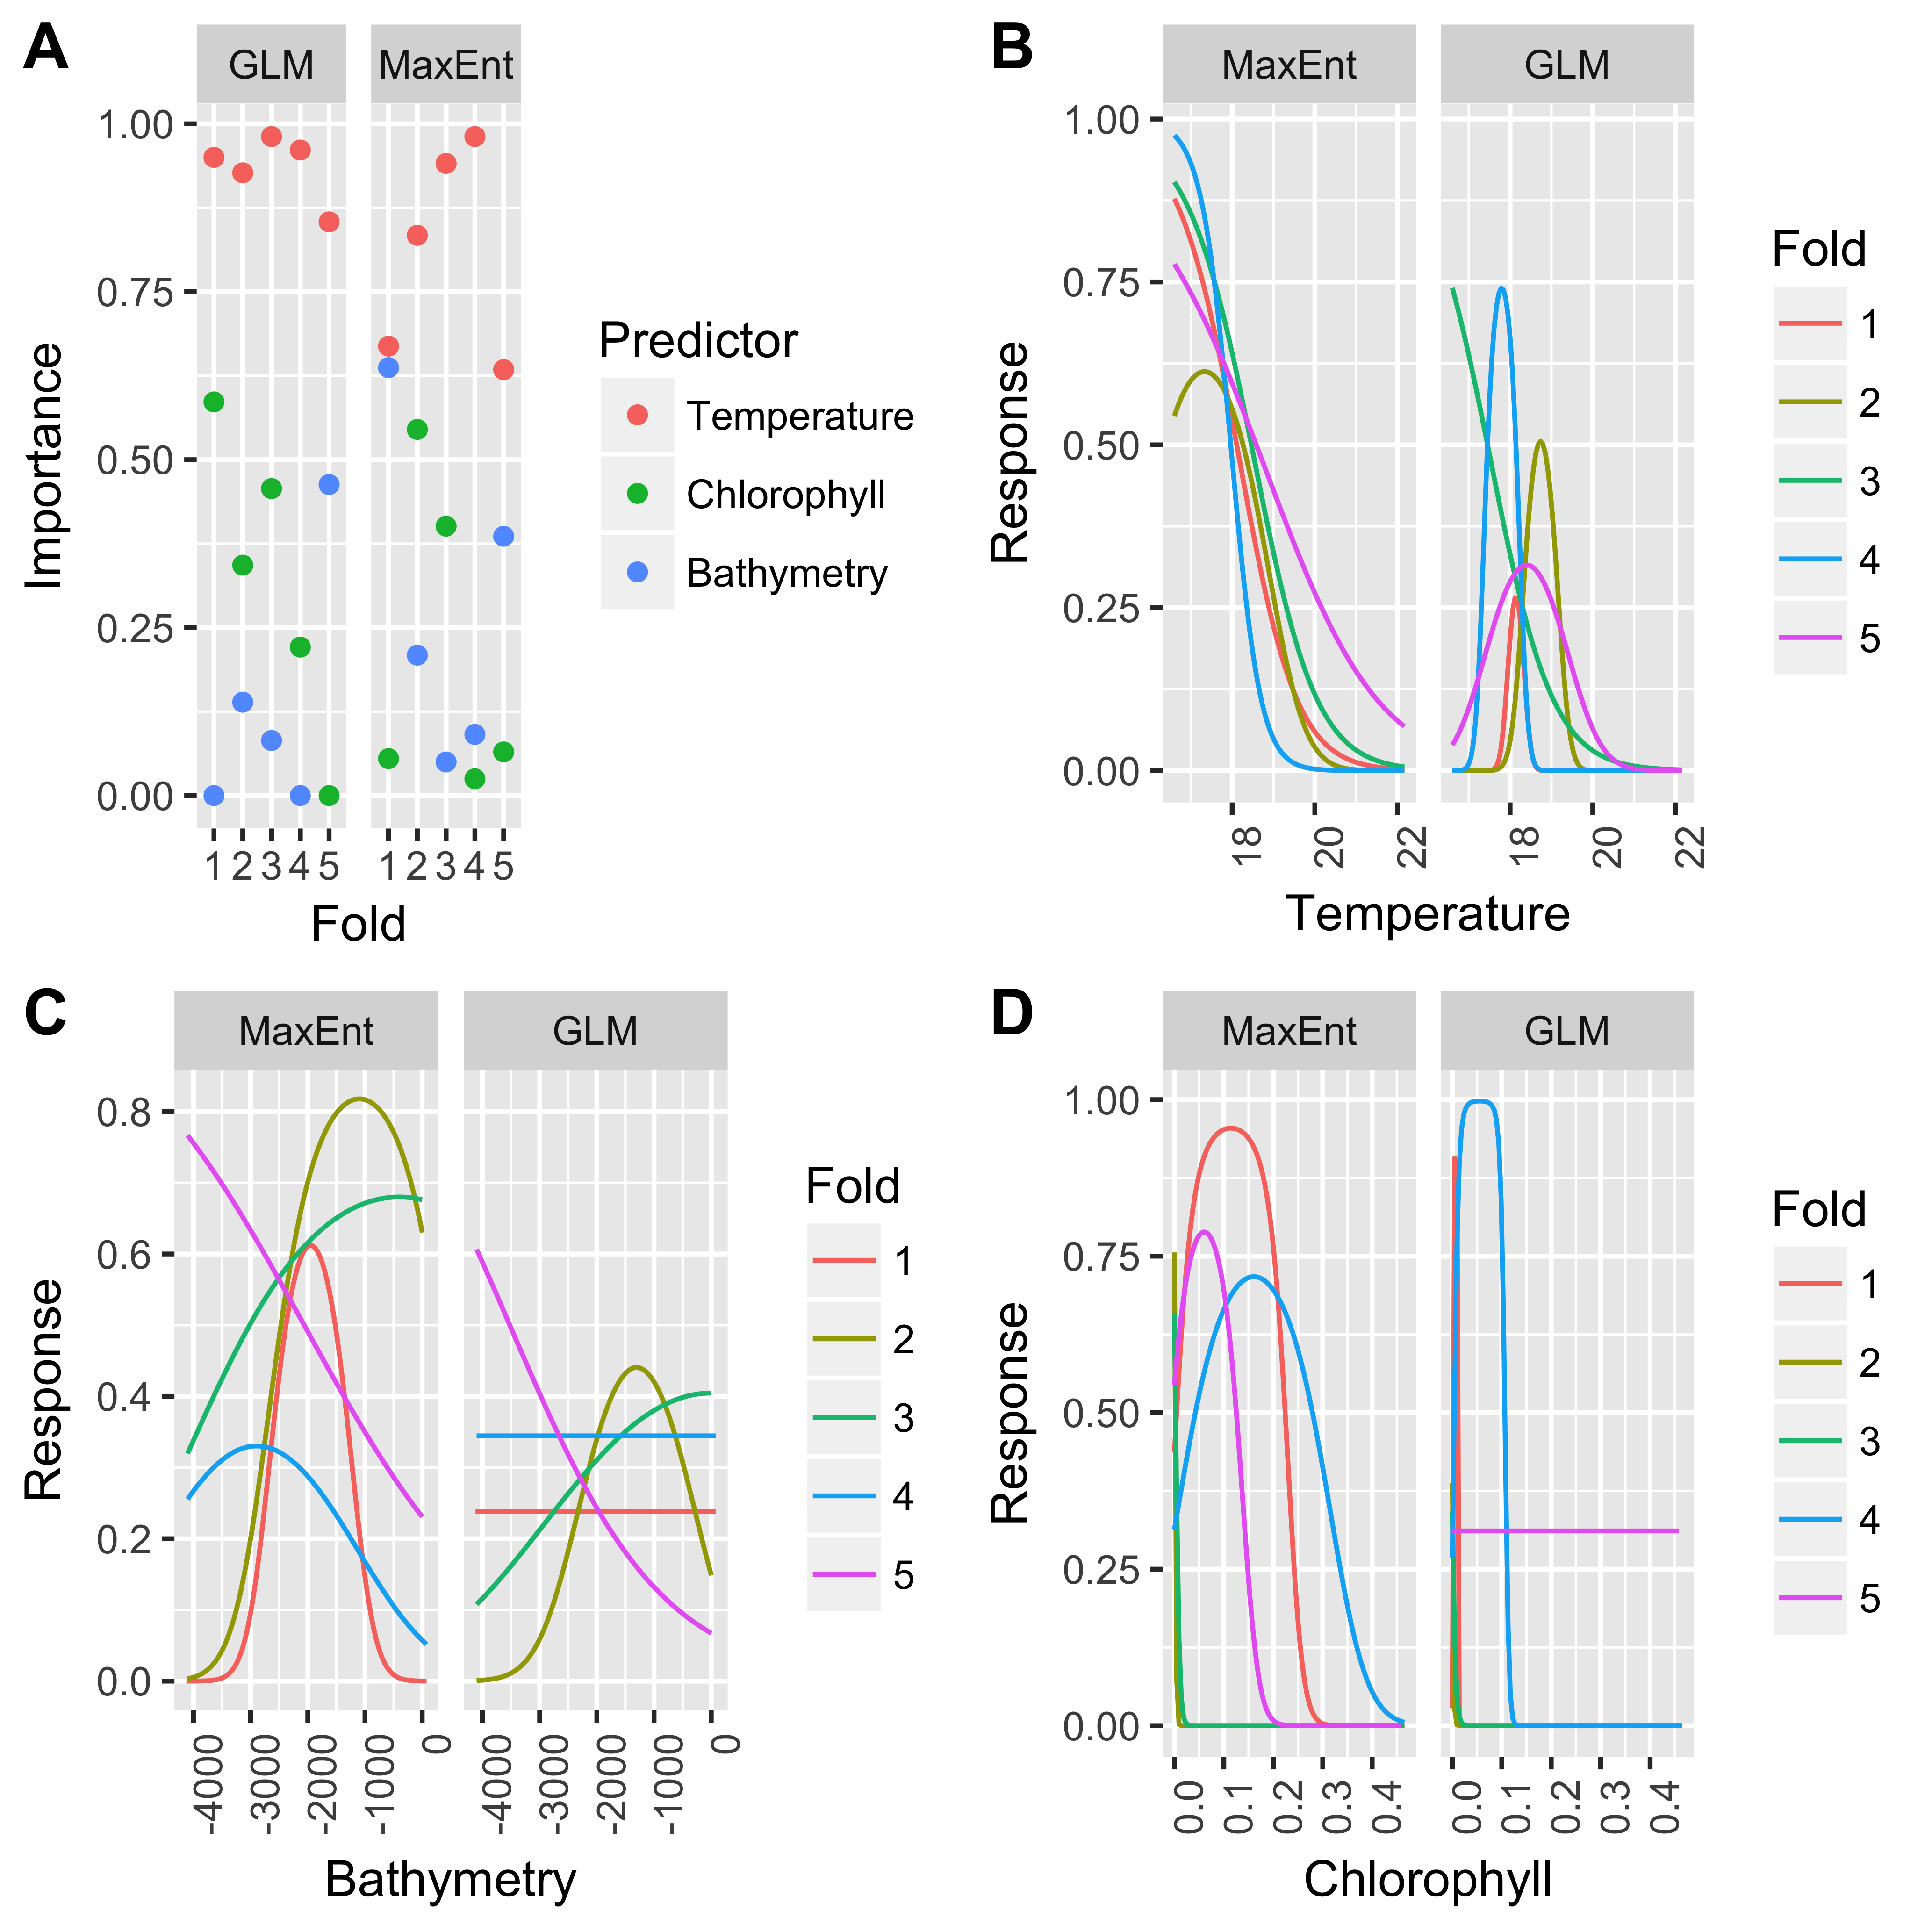 A
GLM MaxEnt
1.00
0.75
0.50
0.25
0.00
Importance
1 2 3 4 5 1 2 3 4 5
Fold
Predictor
Temperature
Chlorophyll
Bathymetry
B
MaxEnt GLM
1.00
0.75
0.50
0.25
0.00
Response
18 20 22 18 20 22
Temperature
Fold
1
2
3
4
5
C
MaxEnt GLM
0.8
0.6
0.4
0.2
0.0
Response
-4000 -3000 -2000 -1000 0 -4000 -3000 -2000 -1000 0
Bathymetry
Fold
1
2
3
4
5
D
MaxEnt GLM
1.00
0.75
0.50
0.25
0.00
Response
0.0 0.1 0.2 0.3 0.4 0.0 0.1 0.2 0.3 0.4
Chlorophyll
Fold
1
2
3
4
5